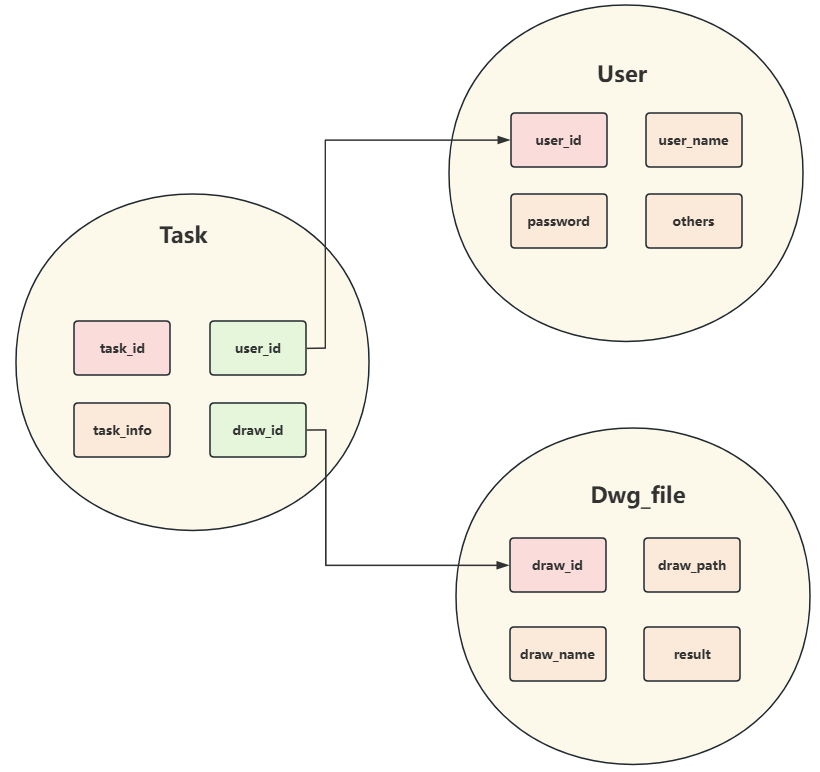 User
user_id
user_name
password
others
Task
task_id
user_id
task_info
draw_id
Dwg_file
draw_id
draw_path
draw_name
result